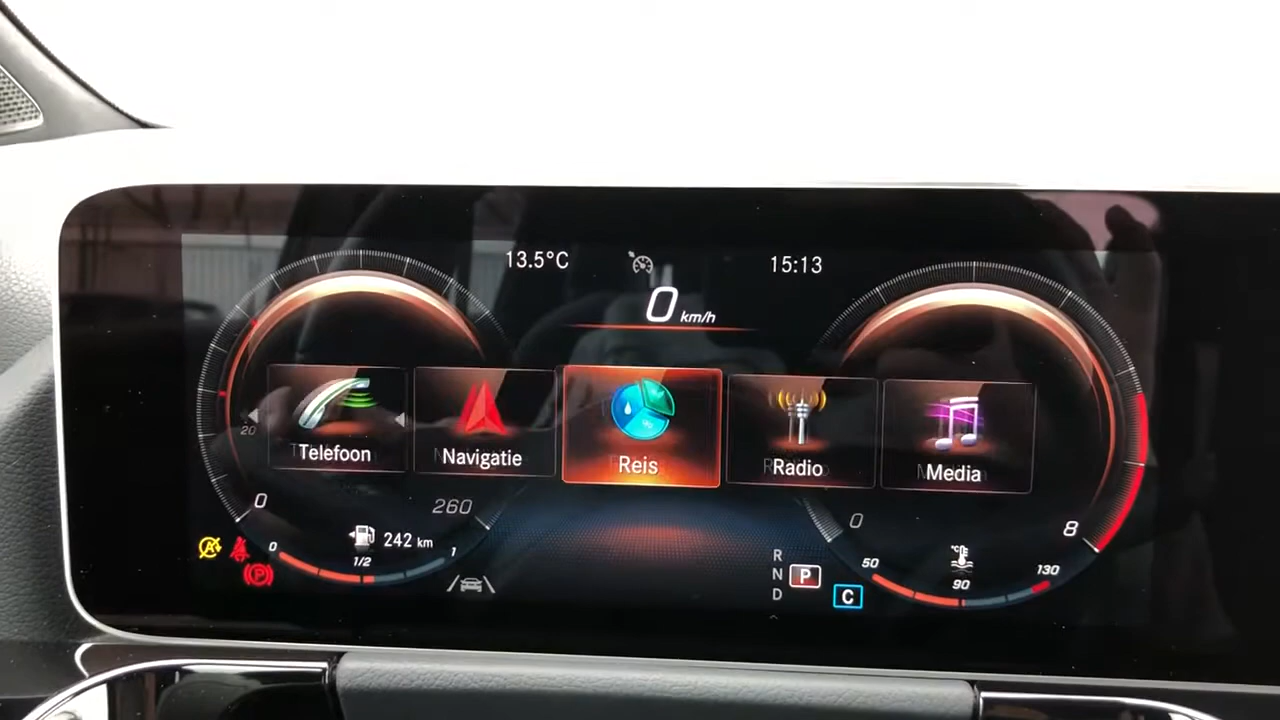 13.5°C
15:13
0 km/h
20
Telefoon
Navigatie
Reis
Radio
Media
0
260
0
8
242 km
0
1/2
1
R
N
D
P
C
50
90
130
°C
A
P